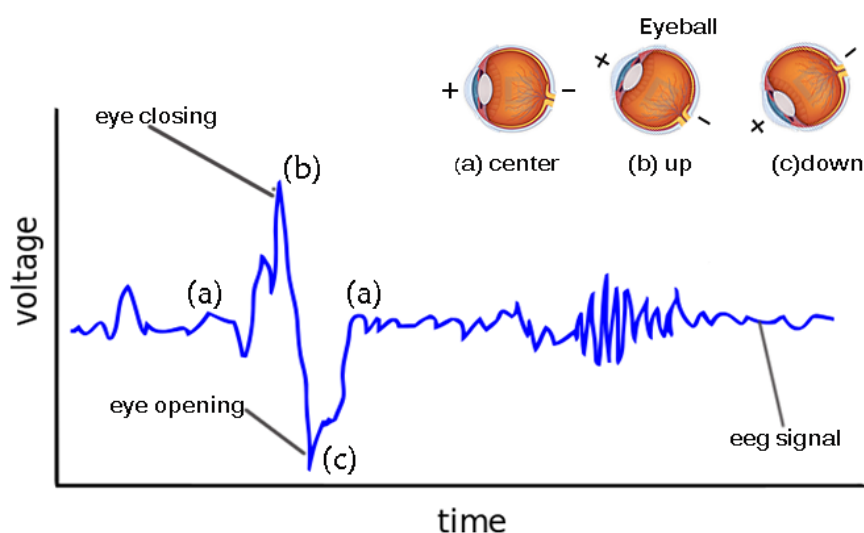 Eyeball
+ –
+ –
+ –
(a) center
(b) up
(c)down
eye closing
(b)
(a)
(a)
voltage
eye opening
(c)
eeg signal
time